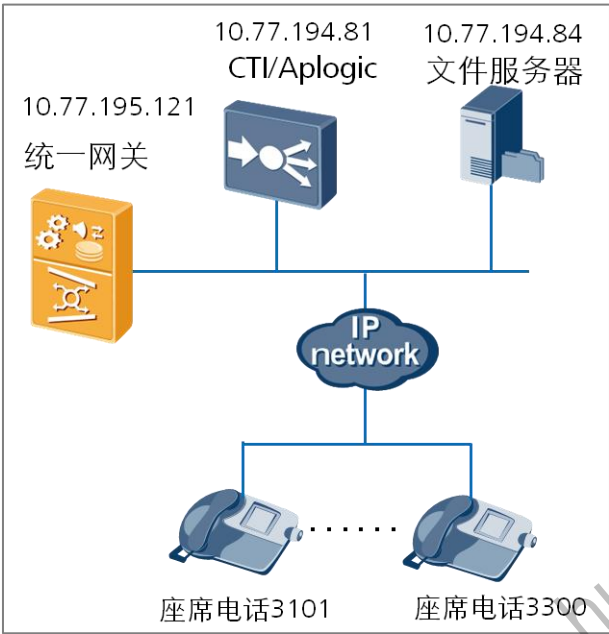 10.77.194.81
CTI/Aplogic
10.77.194.84
文件服务器
10.77.195.121
统一网关
IP
network
座席电话3101
......
座席电话3300